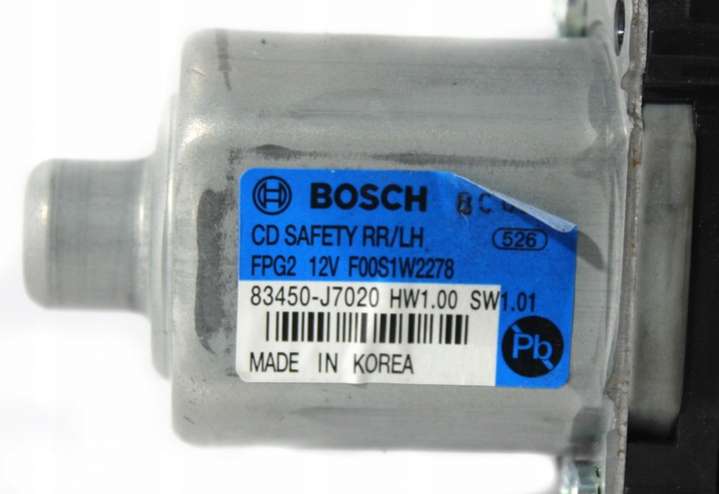 BOSCH
CD SAFETY RR/LH 526
FPG2 12V F00S1W2278
83450-J7020 HW1.00 SW1.01
Pb
MADE IN KOREA